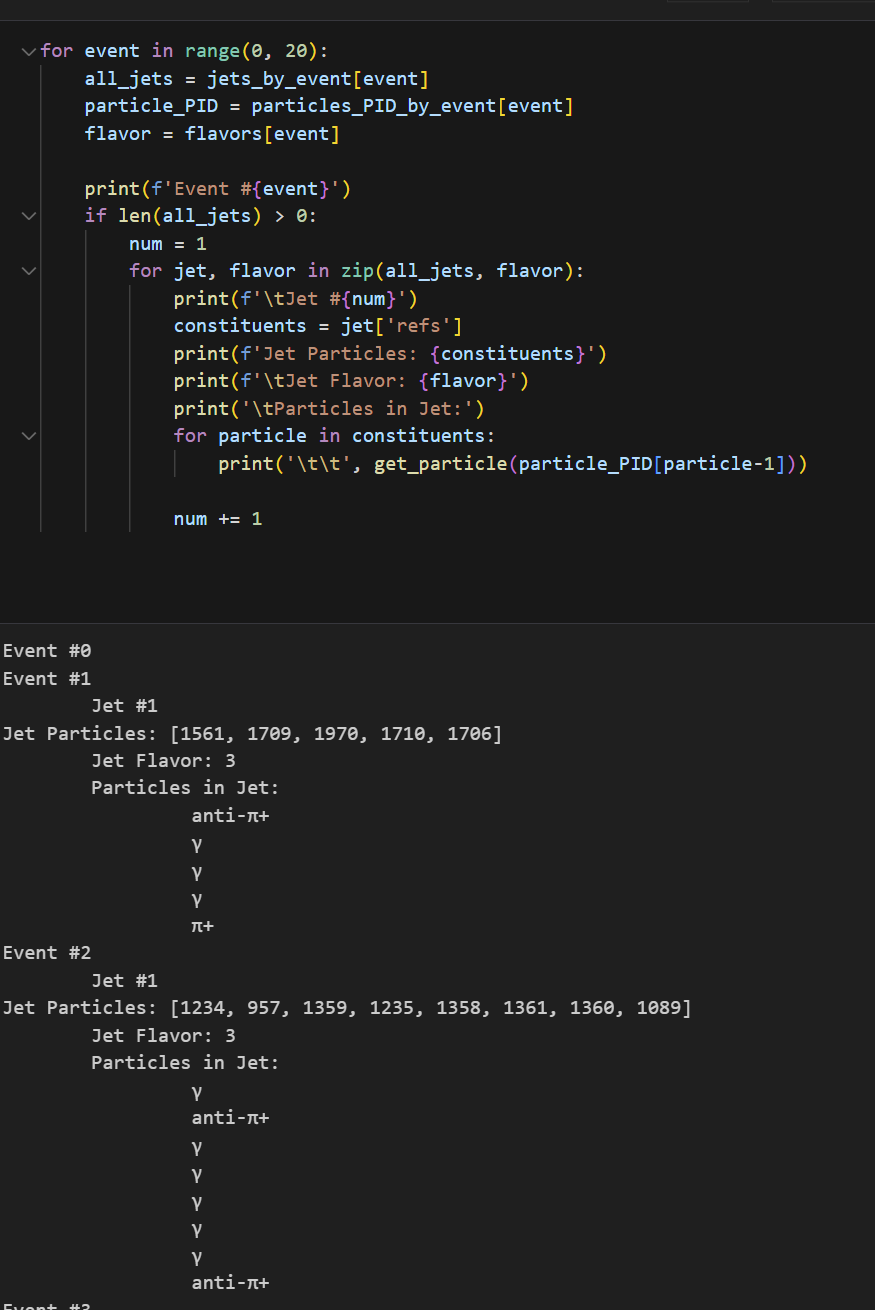 for event in range(0, 20):
    all_jets = jets_by_event[event]
    particle_PID = particles_PID_by_event[event]
    flavor = flavors[event]

    print(f'Event #{event}')
    if len(all_jets) > 0:
        num = 1
        for jet, flavor in zip(all_jets, flavor):
            print(f'\tJet #{num}')
            constituents = jet['refs']
            print(f'Jet Particles: {constituents}')
            print(f'\tJet Flavor: {flavor}')
            print('\tParticles in Jet:')
            for particle in constituents:
                print('\t\t', get_particle(particle_PID[particle-1]))

            num += 1

Event #0
Event #1
        Jet #1
Jet Particles: [1561, 1709, 1970, 1710, 1706]
        Jet Flavor: 3
        Particles in Jet:
                 anti-π+
                 γ
                 γ
                 γ
                 π+
Event #2
        Jet #1
Jet Particles: [1234, 957, 1359, 1235, 1358, 1361, 1360, 1089]
        Jet Flavor: 3
        Particles in Jet:
                 γ
                 anti-π+
                 γ
                 γ
                 γ
                 γ
                 γ
                 anti-π+
Event #3